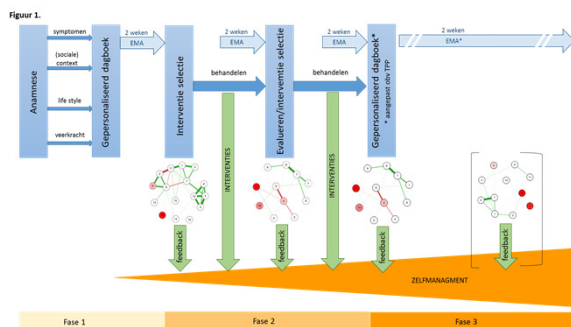 Figuur 1.
Anamnese
symptomen
(sociale)
context
life style
veerkracht
Gepersonaliseerd dagboek
2 weken
EMA
Interventie selectie
2 weken
EMA
behandelen
INTERVENTIES
Evalueren/interventie selectie
2 weken
EMA
behandelen
INTERVENTIES
Gepersonaliseerd dagboek*
* aangepast obv TPP
2 weken
EMA*
feedback
feedback
feedback
feedback
ZELFMANAGMENT
Fase 1
Fase 2
Fase 3